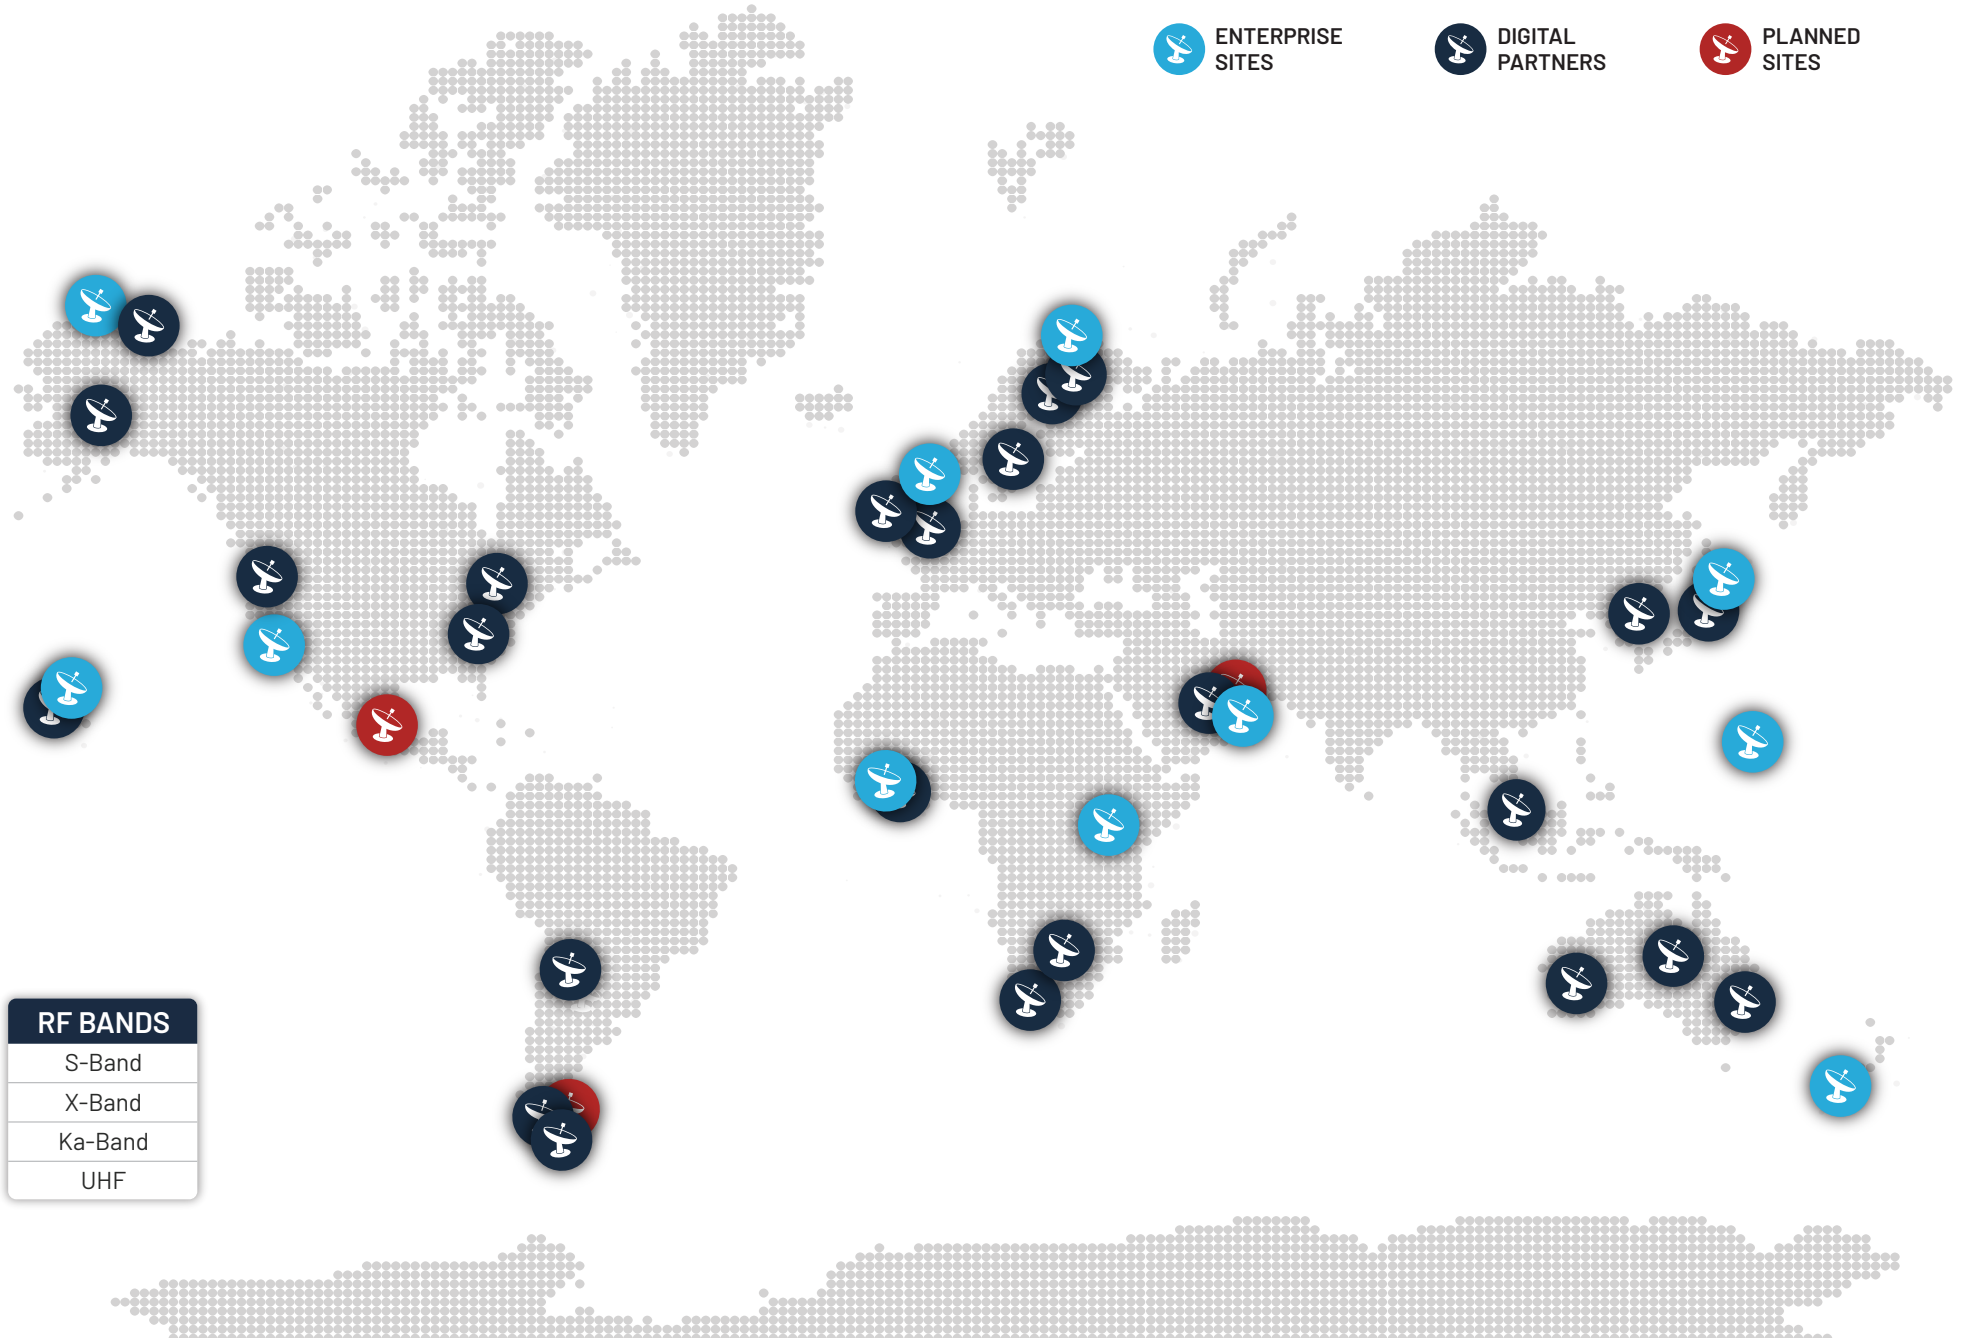 ENTERPRISE
SITES
DIGITAL
PARTNERS
PLANNED
SITES
RF BANDS
S-Band
X-Band
Ka-Band
UHF